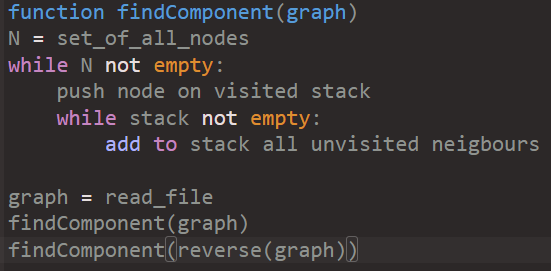 function findComponent(graph)
N = set_of_all_nodes
while N not empty:
push node on visited stack
while stack not empty:
add to stack all unvisited neigbours
graph = read_file
findComponent(graph)
findComponent(reverse(graph))